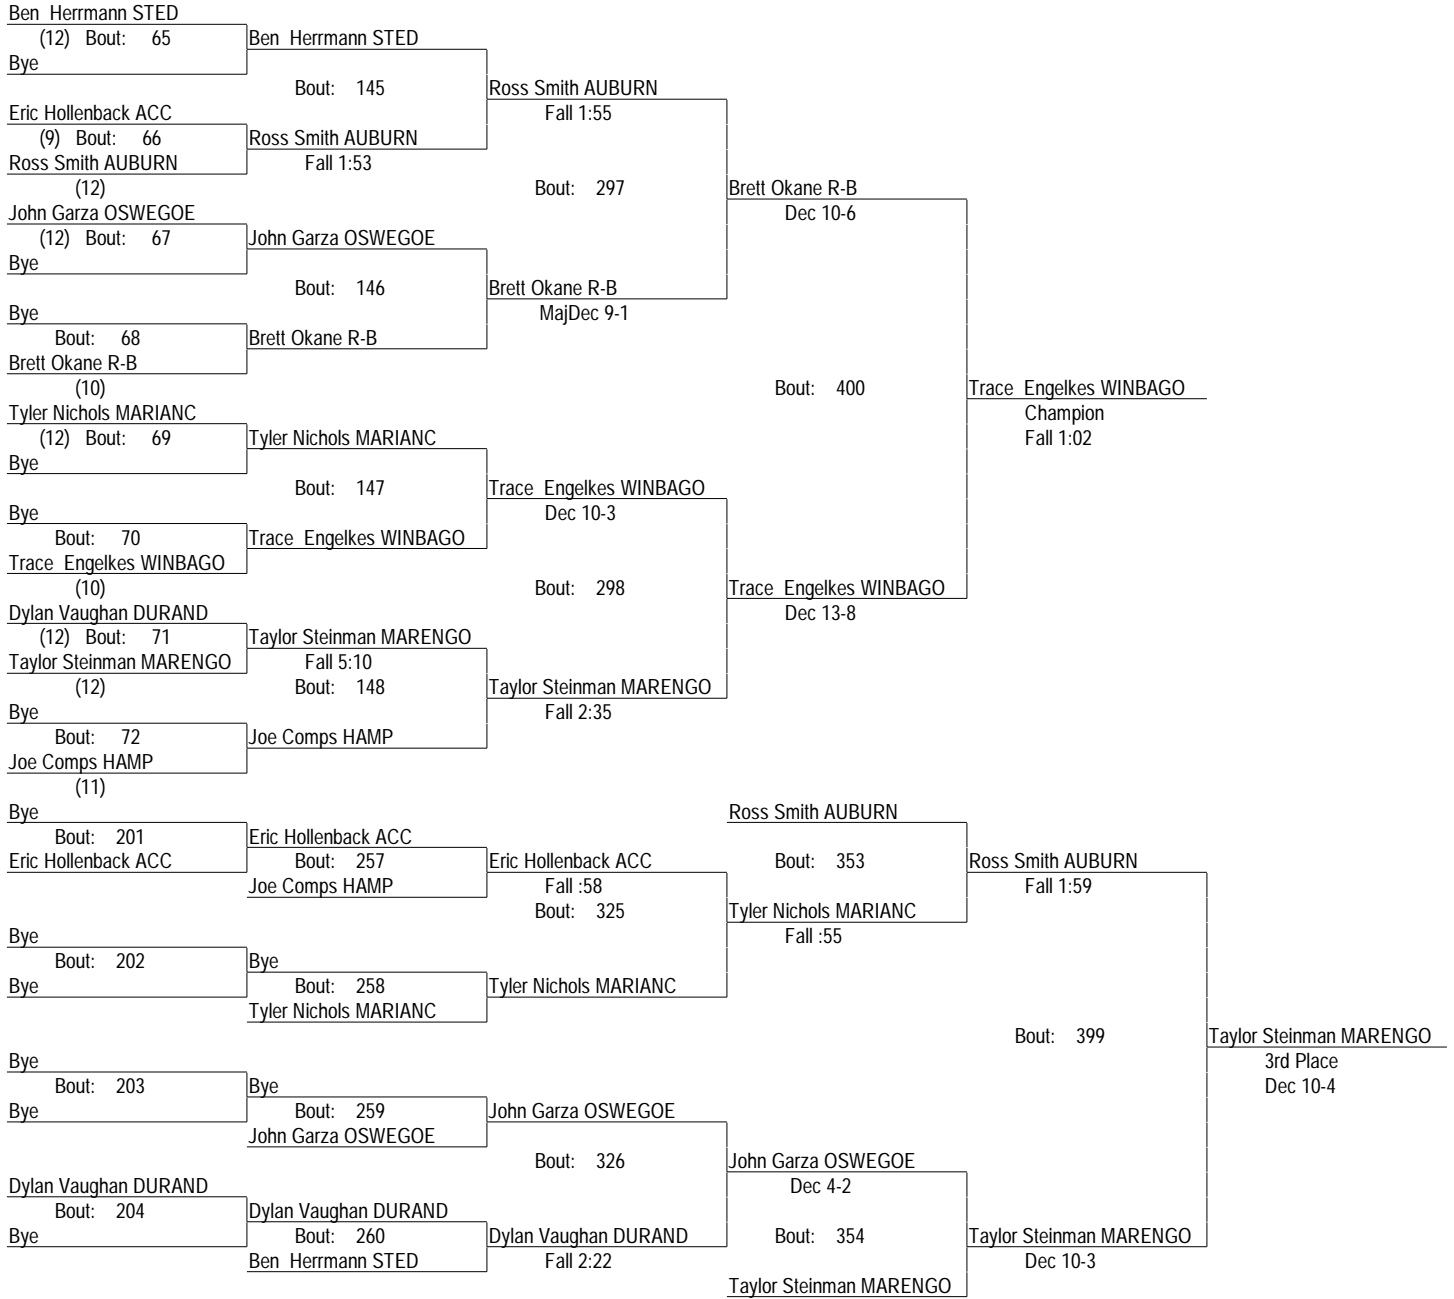 Ben  Herrmann STED
(12) Bout: 65 Ben  Herrmann STED
Bye
Bout: 145 Ross Smith AUBURN
Eric Hollenback ACC Fall 1:55
(9) Bout: 66 Ross Smith AUBURN
Ross Smith AUBURN Fall 1:53
(12) Bout: 297 Brett Okane R-B
John Garza OSWEGOE Dec 10-6
(12) Bout: 67 John Garza OSWEGOE
Bye
Bout: 146 Brett Okane R-B
Bye MajDec 9-1
Bout: 68 Brett Okane R-B
Brett Okane R-B
(10) Bout: 400 Trace  Engelkes WINBAGO
Tyler Nichols MARIANC Champion
(12) Bout: 69 Tyler Nichols MARIANC Fall 1:02
Bye
Bout: 147 Trace  Engelkes WINBAGO
Bye Dec 10-3
Bout: 70 Trace  Engelkes WINBAGO
Trace  Engelkes WINBAGO
(10) Bout: 298 Trace  Engelkes WINBAGO
Dylan Vaughan DURAND Dec 13-8
(12) Bout: 71 Taylor Steinman MARENGO
Taylor Steinman MARENGO Fall 5:10
(12) Bout: 148 Taylor Steinman MARENGO
Bye Fall 2:35
Bout: 72 Joe Comps HAMP
Joe Comps HAMP
(11)
Bye Ross Smith AUBURN
Bout: 201 Eric Hollenback ACC
Eric Hollenback ACC Bout: 257 Eric Hollenback ACC Bout: 353 Ross Smith AUBURN
Joe Comps HAMP Fall :58 Fall 1:59
Bout: 325 Tyler Nichols MARIANC
Bye Fall :55
Bout: 202 Bye
Bye Bout: 258 Tyler Nichols MARIANC
Tyler Nichols MARIANC
Bout: 399 Taylor Steinman MARENGO
Bye 3rd Place
Bout: 203 Bye Dec 10-4
Bye Bout: 259 John Garza OSWEGOE
John Garza OSWEGOE
Bout: 326 John Garza OSWEGOE
Dylan Vaughan DURAND Dec 4-2
Bout: 204 Dylan Vaughan DURAND
Bye Bout: 260 Dylan Vaughan DURAND Bout: 354 Taylor Steinman MARENGO
Ben  Herrmann STED Fall 2:22 Dec 10-3
Taylor Steinman MARENGO